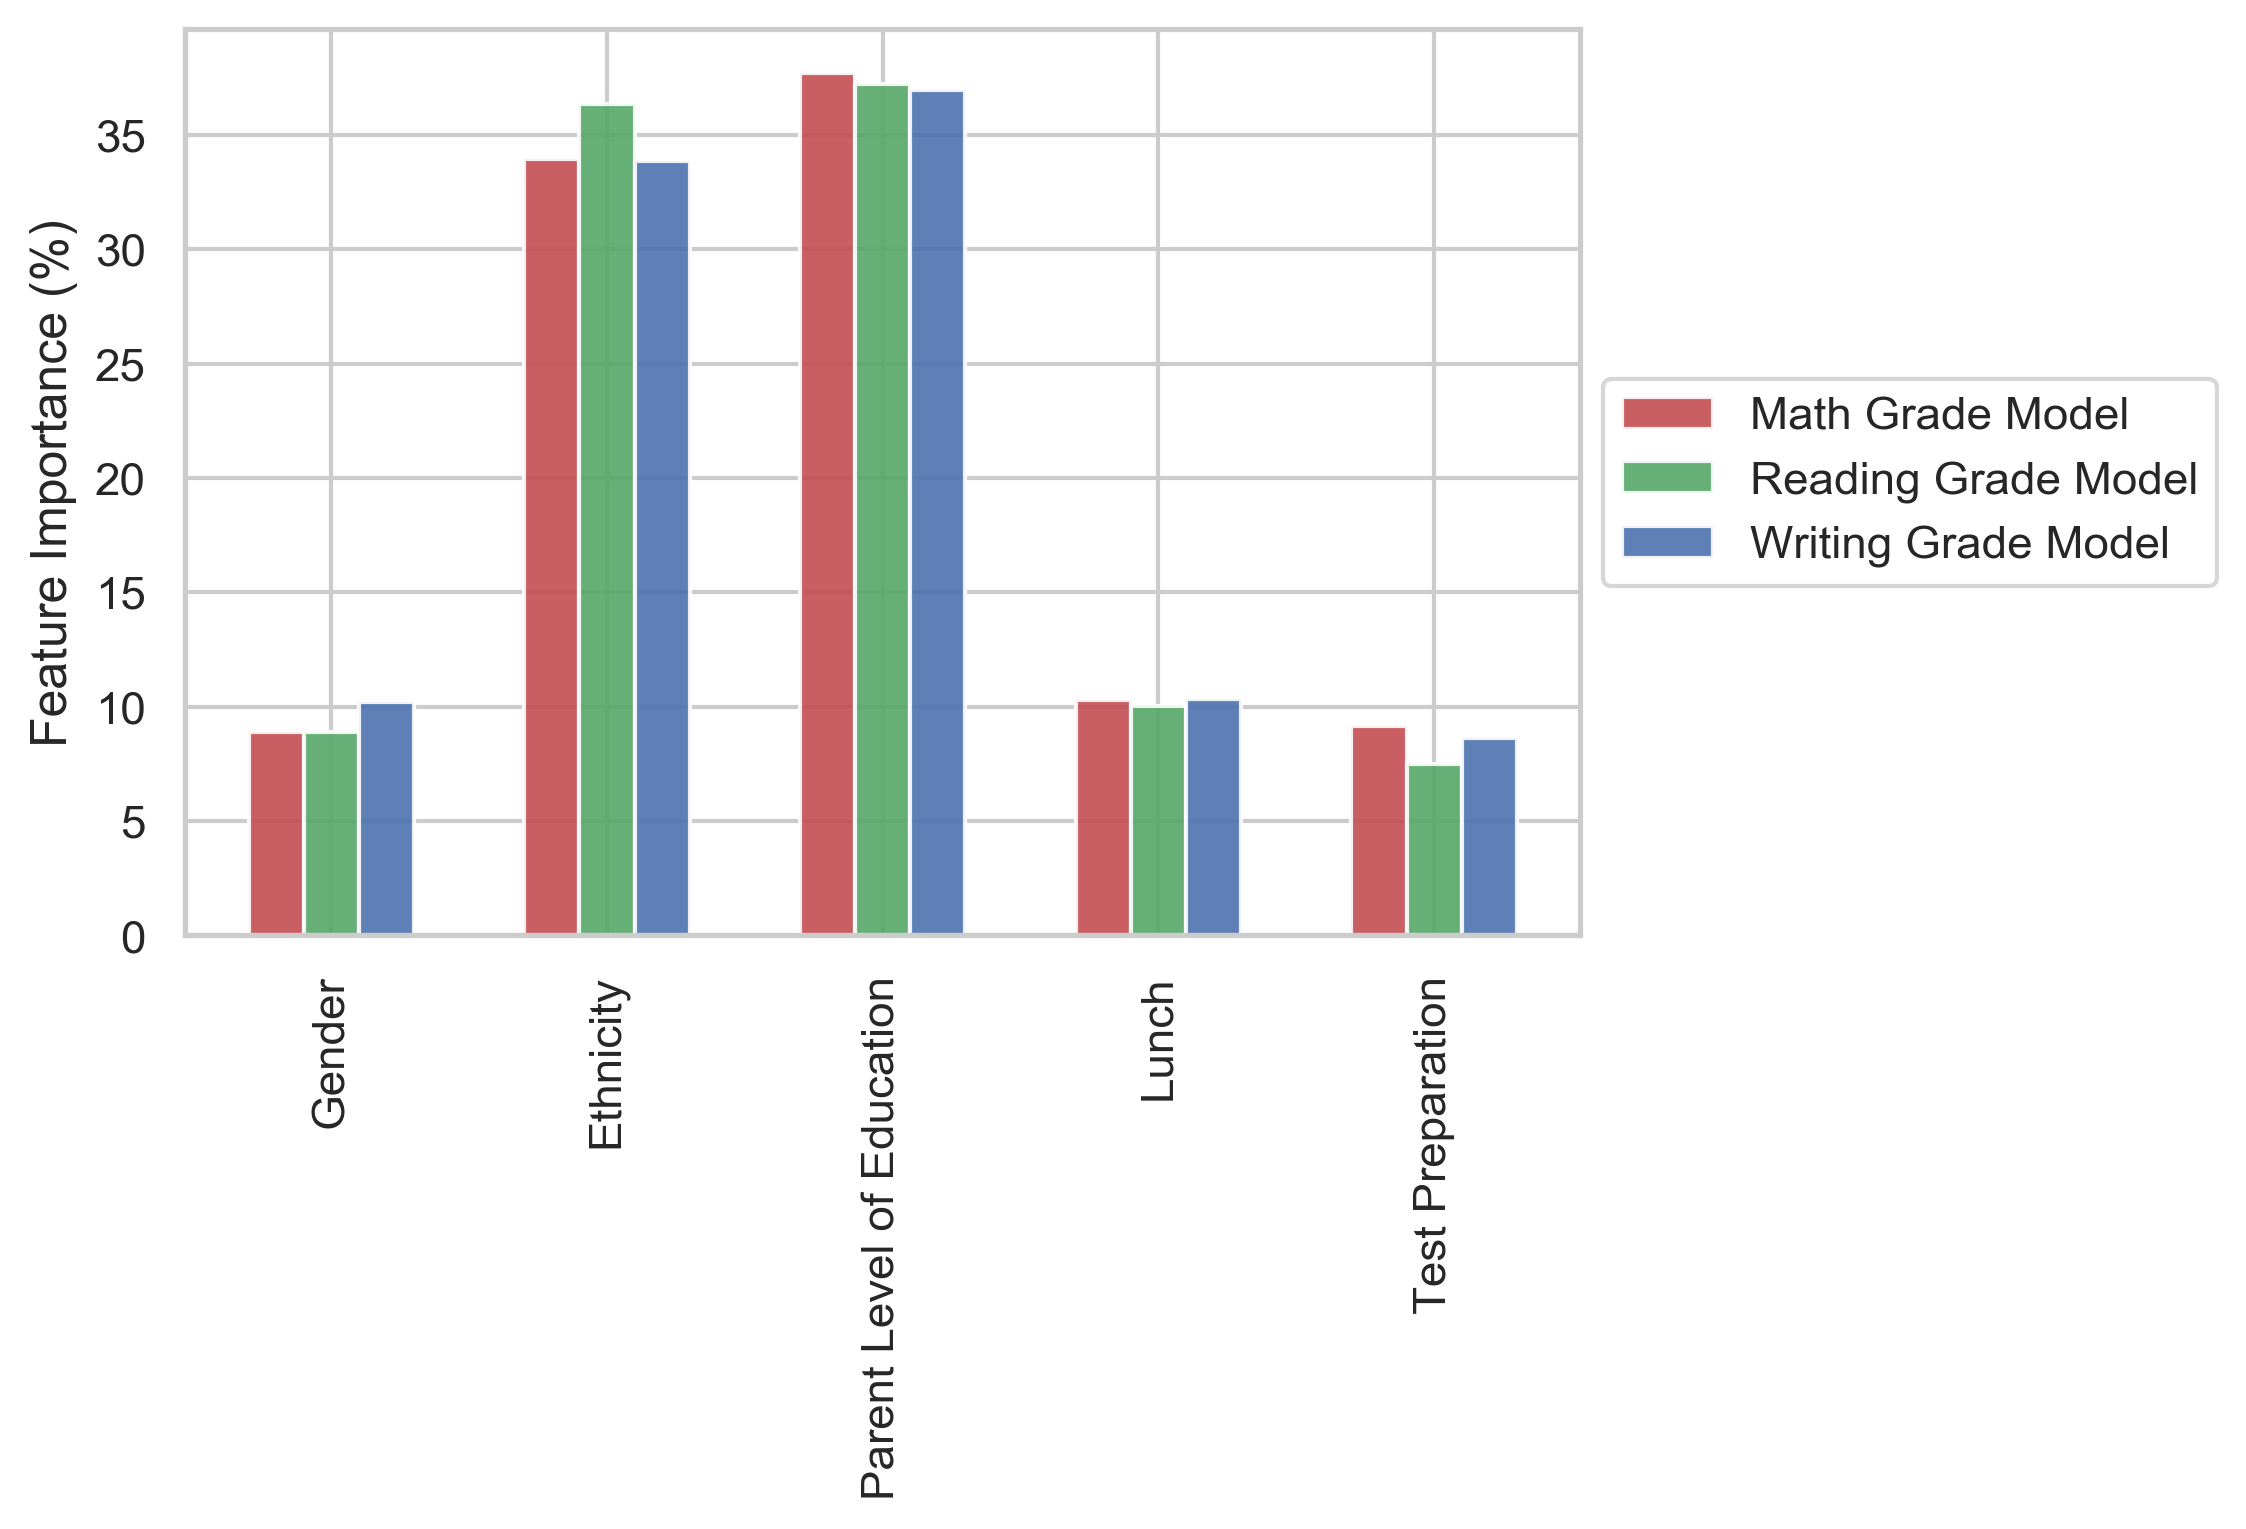 Feature Importance (%)
35
30
25
20
15
10
5
0
Gender
Ethnicity
Parent Level of Education
Lunch
Test Preparation
Math Grade Model
Reading Grade Model
Writing Grade Model